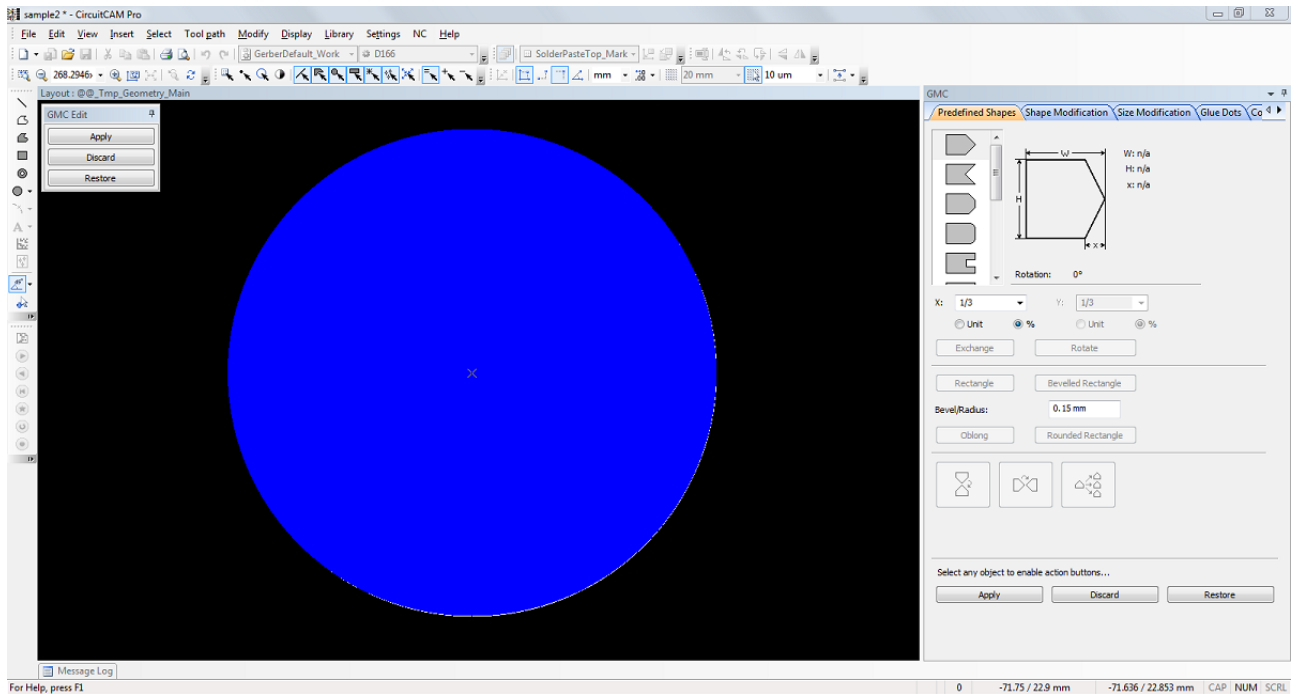 sample2 * - CircuitCAM Pro
File Edit View Insert Select Tool path Modify Display Library Settings NC Help
GerberDefault_Work D166 SolderPasteTop_Mark
268.2946 mm 20 mm 10 um
Layout : @@_Tmp_Geometry_Main
GMC Edit
Apply
Discard
Restore
GMC
Predefined Shapes Shape Modification Size Modification Glue Dots Co
W
H
x
W: n/a
H: n/a
x: n/a
Rotation: 0°
X: 1/3 Y: 1/3
Unit % Unit %
Exchange Rotate
Rectangle Bevelled Rectangle
Bevel/Radius: 0.15 mm
Oblong Rounded Rectangle
Select any object to enable action buttons...
Apply Discard Restore
Message Log
For Help, press F1 0 -71.75 / 22.9 mm -71.636 / 22.853 mm CAP NUM SCRL